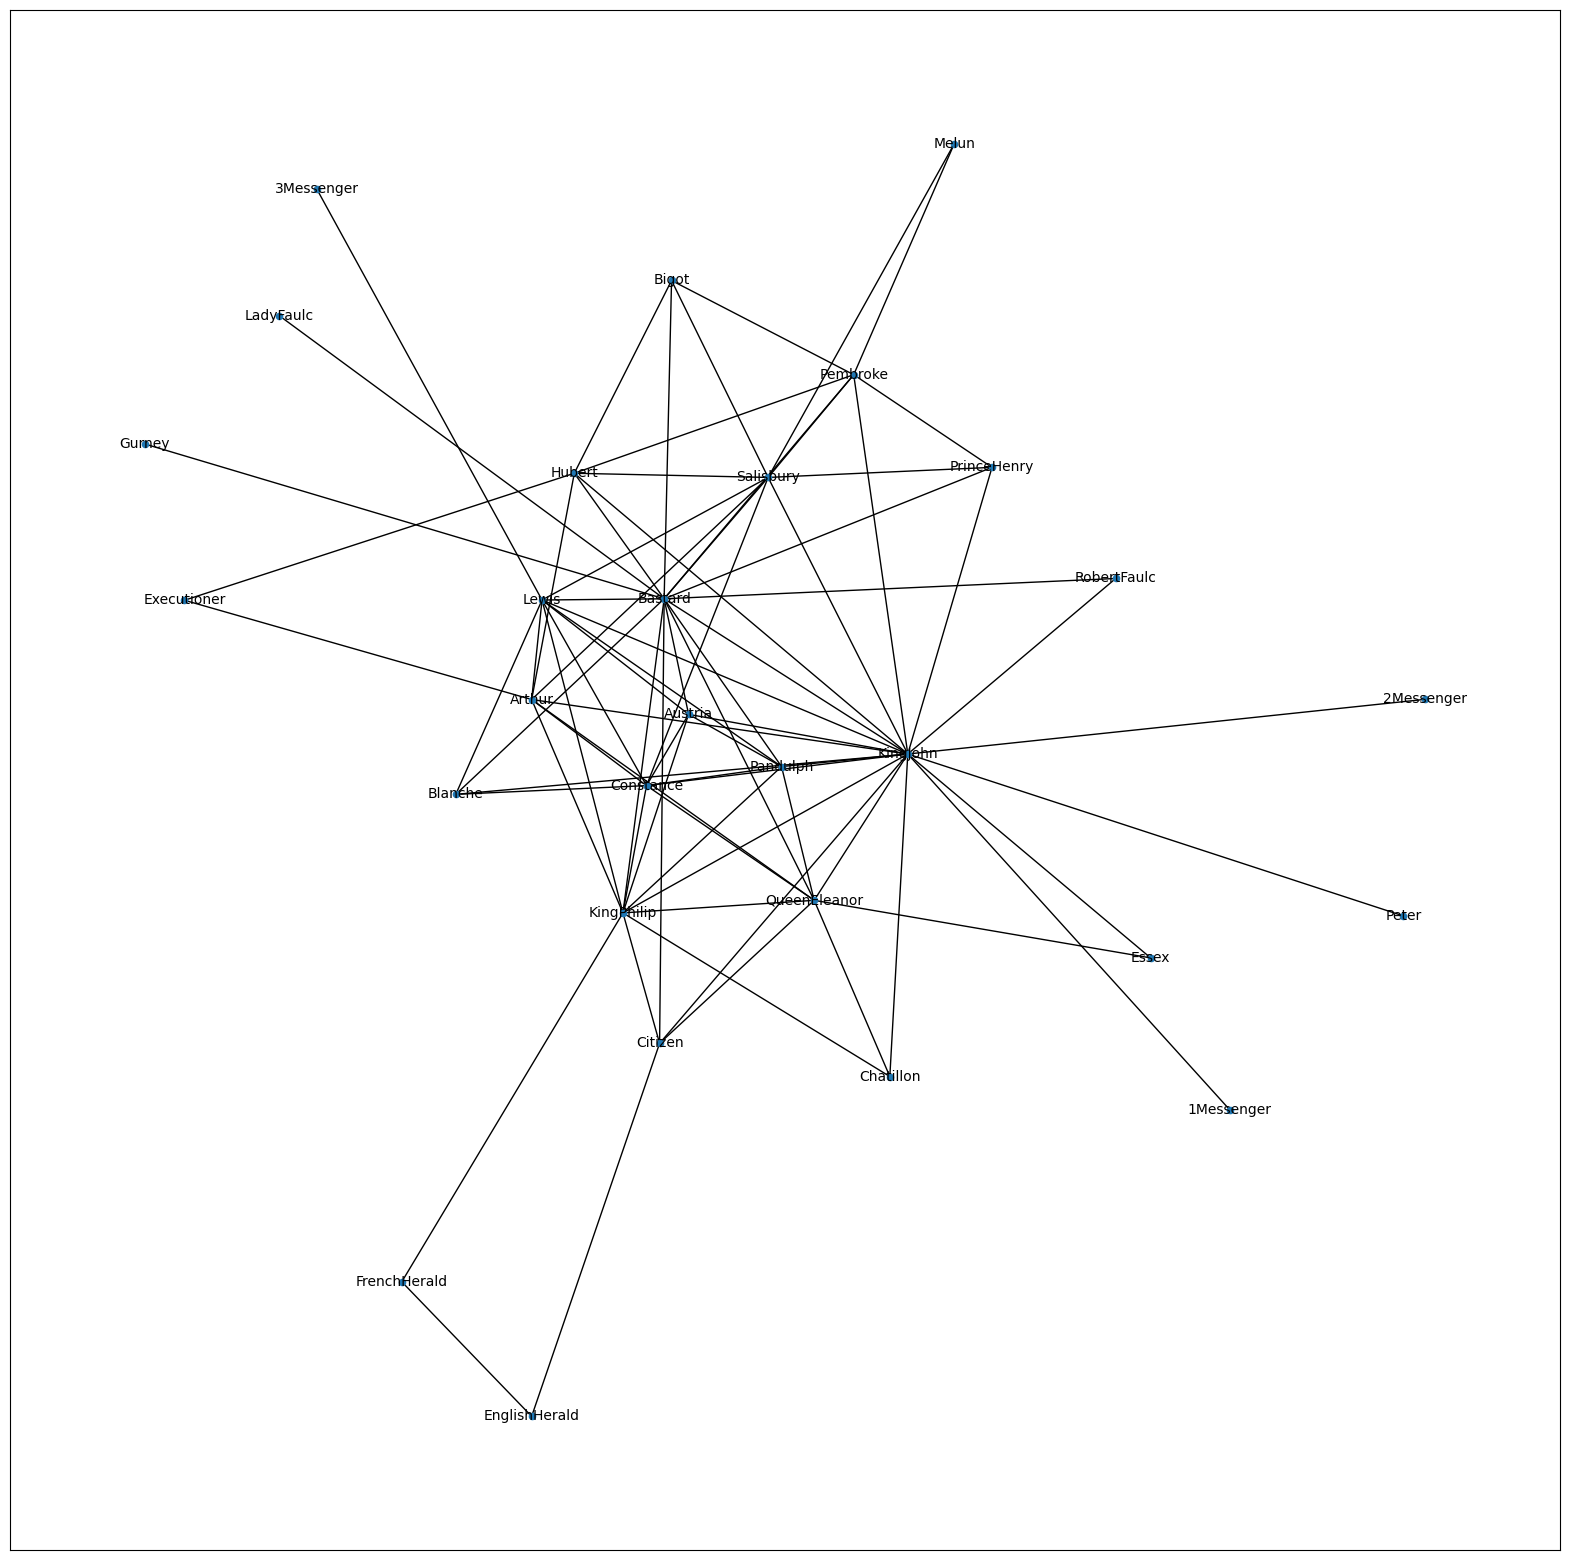 Melun
3Messenger
Bigot
LadyFaulc
Pembroke
Gurney
Hubert
Salisbury
PrinceHenry
RobertFaulc
Executioner
Lewis
Bastard
Arthur
Austria
2Messenger
KingJohn
Pandulph
Constance
Blanche
QueenEleanor
KingPhilip
Peter
Essex
Citizen
Chatillon
1Messenger
FrenchHerald
EnglishHerald